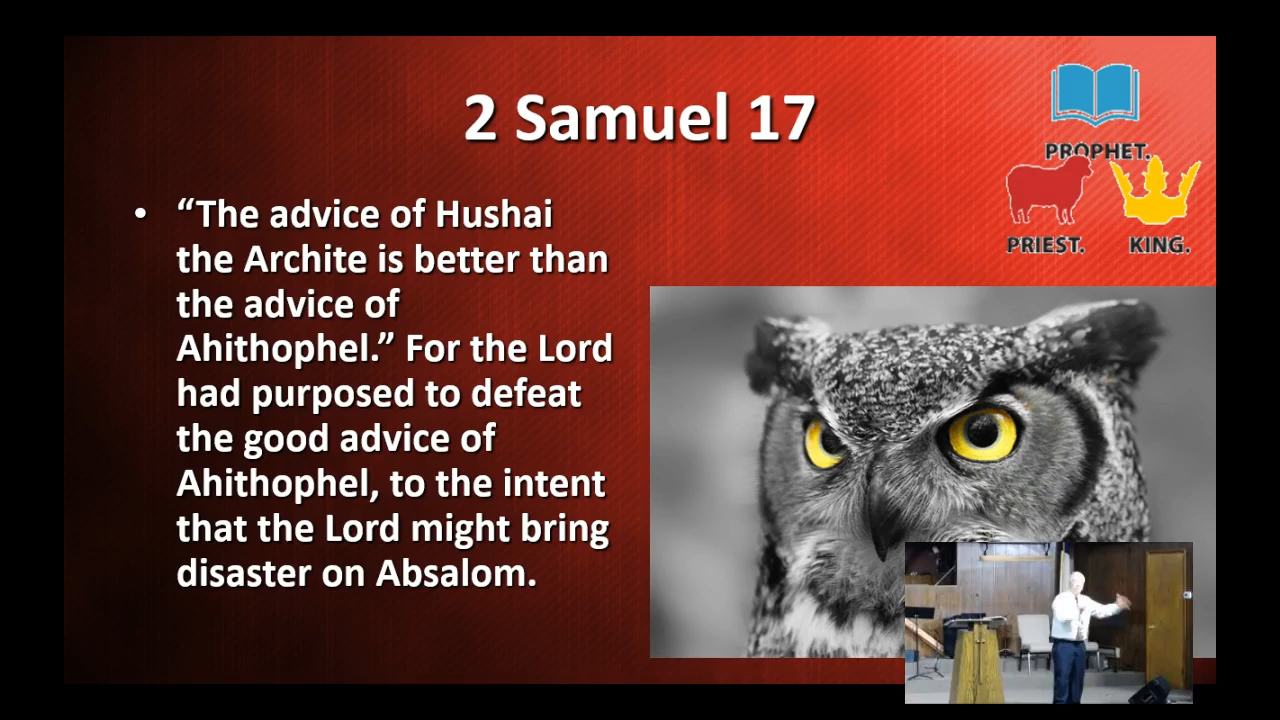 2 Samuel 17
PROPHET.
PRIEST. KING.
• “The advice of Hushai
the Archite is better than
the advice of
Ahithophel.” For the Lord
had purposed to defeat
the good advice of
Ahithophel, to the intent
that the Lord might bring
disaster on Absalom.